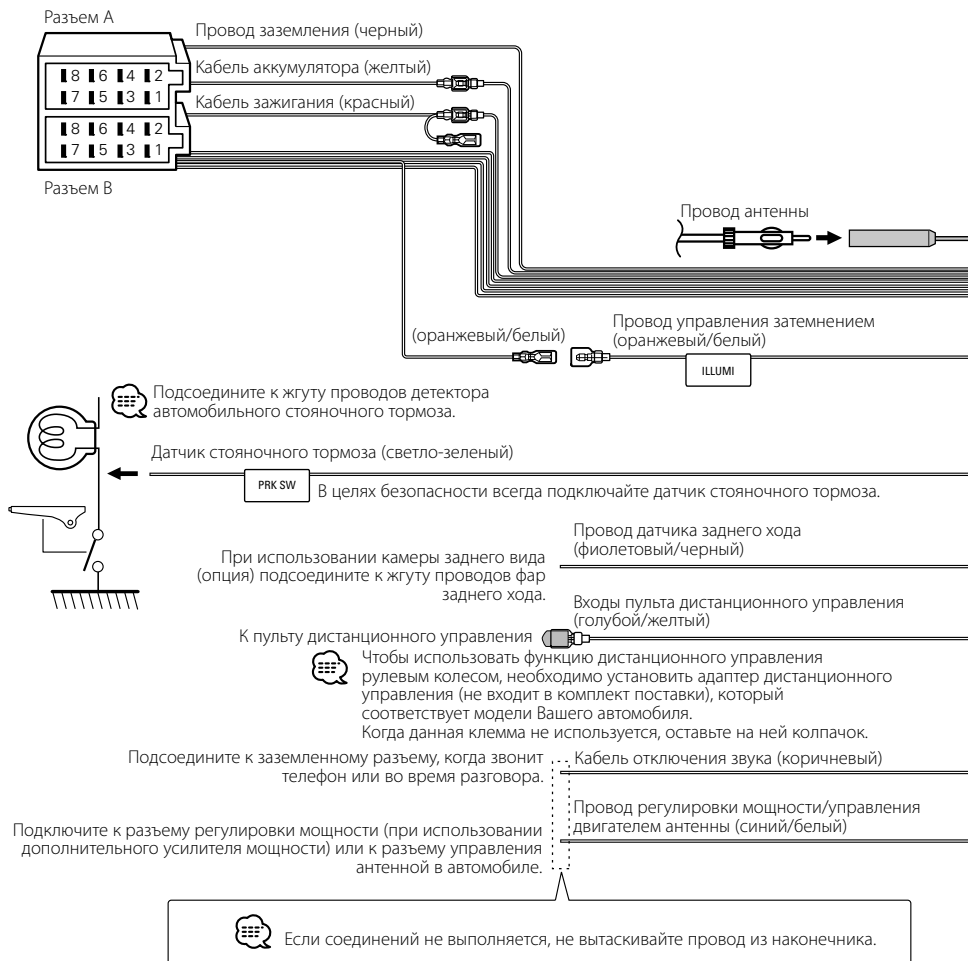 Разъем A
Провод заземления (черный)
Кабель аккумулятора (желтый)
8 6 4 2
7 5 3 1
Кабель зажигания (красный)
8 6 4 2
7 5 3 1
Разъем B
Провод антенны
(оранжевый/белый)
Провод управления затемнением
(оранжевый/белый)
ILLUMI
Подсоедините к жгуту проводов детектора
автомобильного стояночного тормоза.
Датчик стояночного тормоза (светло-зеленый)
PRK SW
В целях безопасности всегда подключайте датчик стояночного тормоза.
При использовании камеры заднего вида
(опция) подсоедините к жгуту проводов фар
заднего хода.
Провод датчика заднего хода
(фиолетовый/черный)
Входы пульта дистанционного управления
(голубой/желтый)
К пульту дистанционного управления
Чтобы использовать функцию дистанционного управления
рулевым колесом, необходимо установить адаптер дистанционного
управления (не входит в комплект поставки), который
соответствует модели Вашего автомобиля.
Когда данная клемма не используется, оставьте на ней колпачок.
Подсоедините к заземленному разъему, когда звонит
телефон или во время разговора.
Кабель отключения звука (коричневый)
Подключите к разъему регулировки мощности (при использовании
дополнительного усилителя мощности) или к разъему управления
антенной в автомобиле.
Провод регулировки мощности/управления
двигателем антенны (синий/белый)
Если соединений не выполняется, не вытаскивайте провод из наконечника.